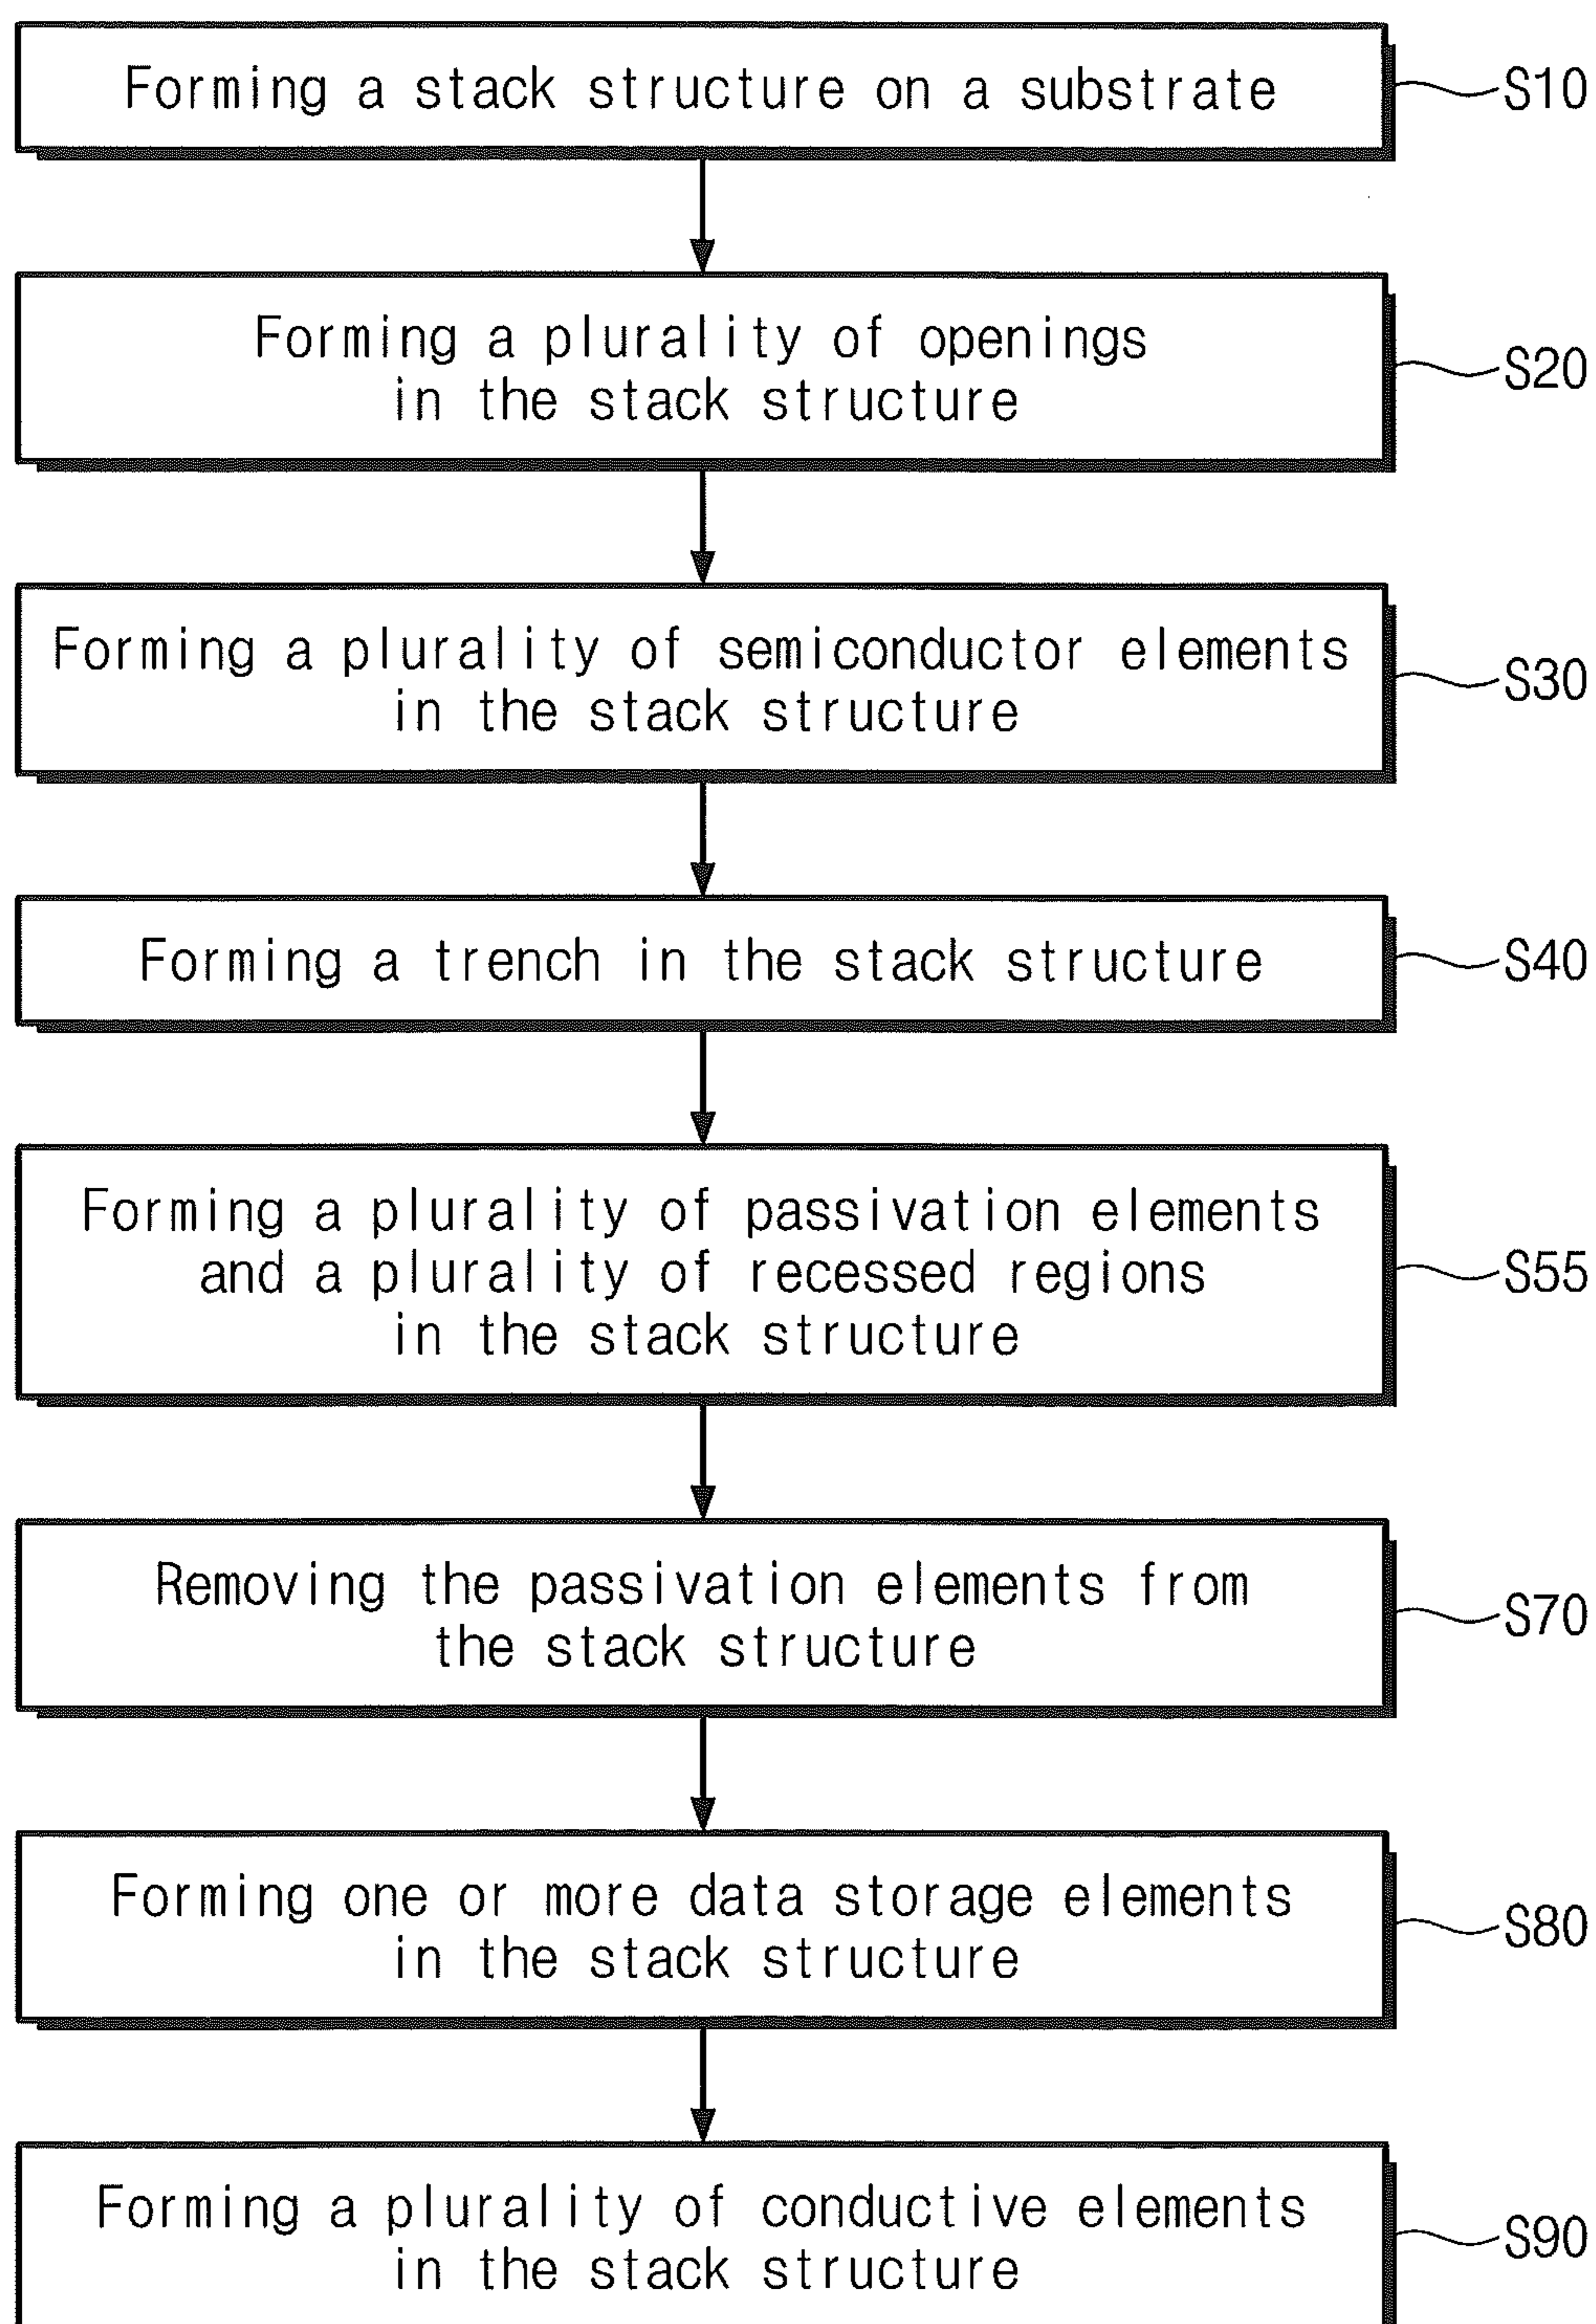 Forming a stack structure on a substrate
S10
Forming a plurality of openings
in the stack structure
S20
Forming a plurality of semiconductor elements
in the stack structure
S30
Forming a trench in the stack structure
S40
Forming a plurality of passivation elements
and a plurality of recessed regions
in the stack structure
S55
Removing the passivation elements from
the stack structure
S70
Forming one or more data storage elements
in the stack structure
S80
Forming a plurality of conductive elements
in the stack structure
S90